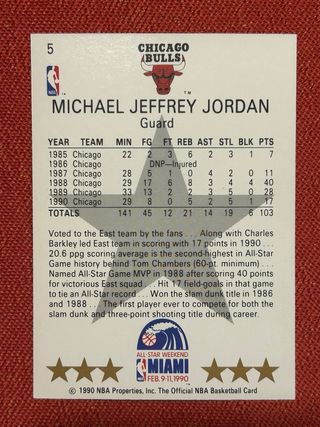 5
CHICAGO
BULLS
NBA
TM
MICHAEL JEFFREY JORDAN
Guard
YEAR TEAM MIN FG FT REB AST STL BLK PTS
1985 Chicago 22 2 3 6 2 3 1 7
1986 Chicago DNP—Injured
1987 Chicago 28 5 1 0 4 2 0 11
1988 Chicago 29 17 6 8 3 4 4 40
1989 Chicago 33 13 2 2 3 5 0 28
1990 Chicago 29 8 0 5 2 5 1 17
TOTALS 141 45 12 21 14 19 6 103
Voted to the East team by the fans . . . Along with Charles
Barkley led East team in scoring with 17 points in 1990 . . .
20.6 ppg scoring average is the second-highest in All-Star
Game history behind Tom Chambers (60-pt. minimum) . . .
Named All-Star Game MVP in 1988 after scoring 40 points
for victorious East squad . . . Hit 17 field-goals in that game
to tie an All-Star record . . . Won the slam dunk title in 1986
and 1988 . . . The first player ever to compete for both the
slam dunk and three-point shooting title during career.
ALL-STAR WEEKEND
MIAMI
FEB. 9-11, 1990
© 1990 NBA Properties, Inc. The Official NBA Basketball Card